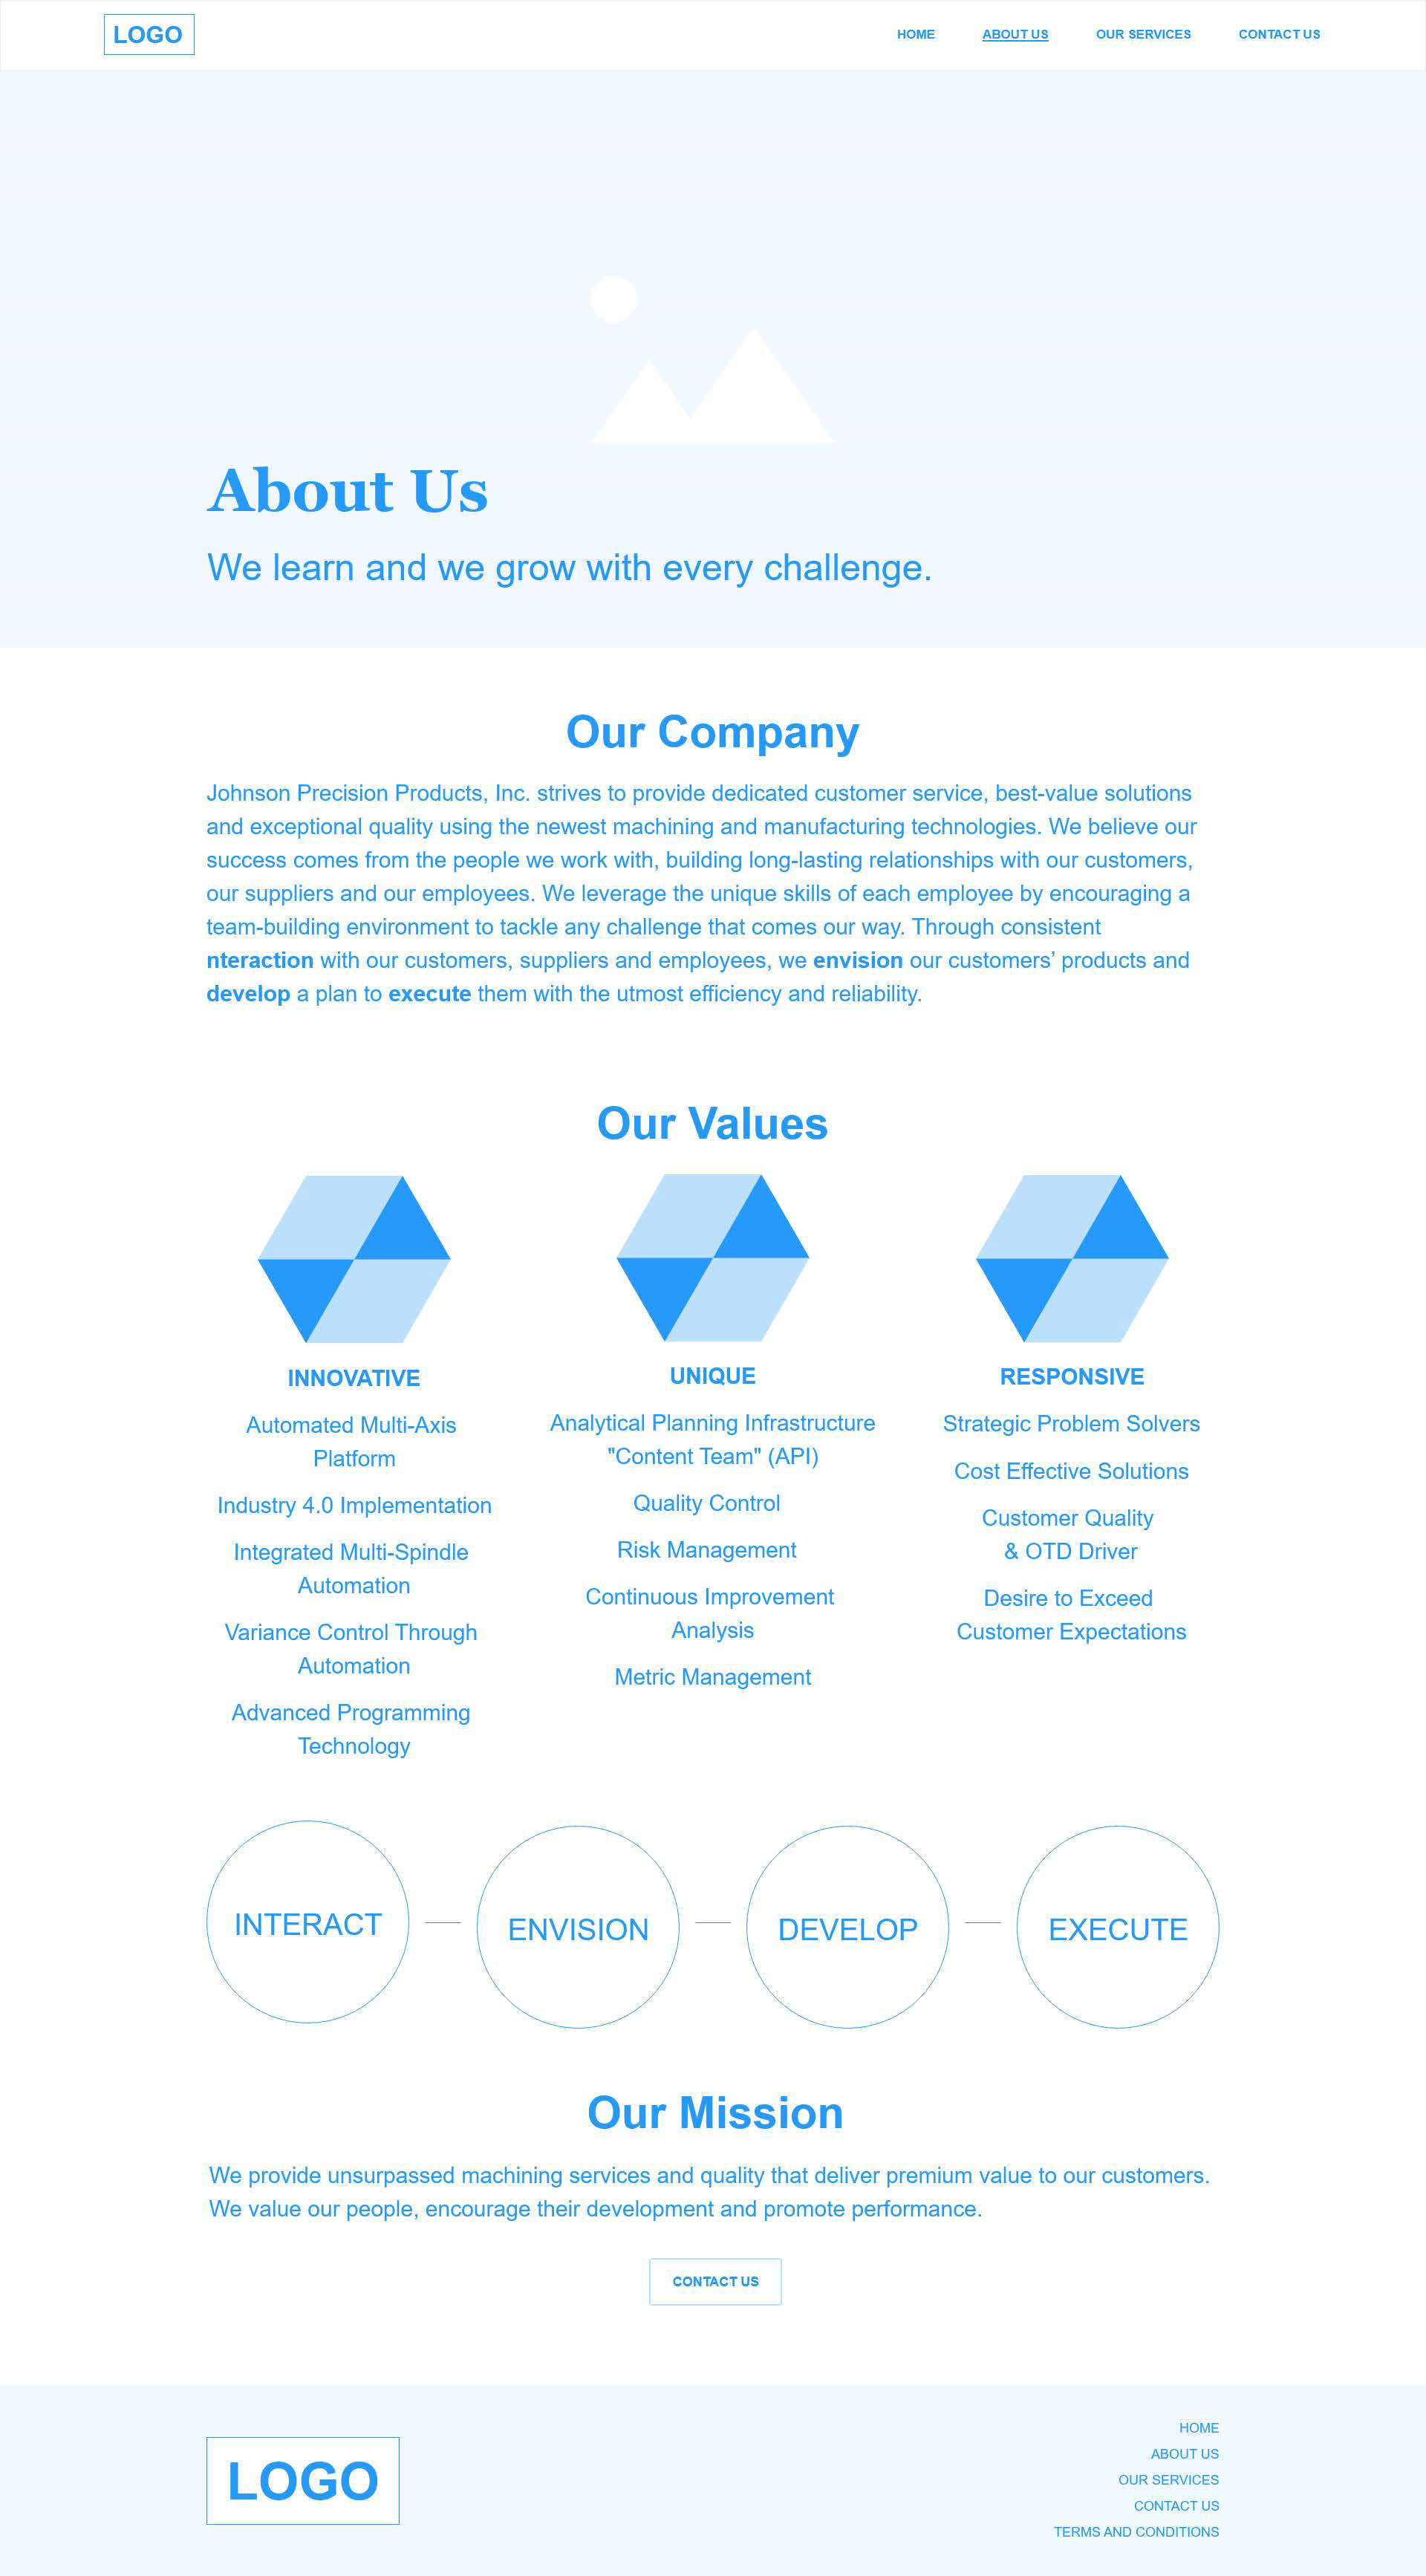 LOGO
HOME
ABOUT US
OUR SERVICES
CONTACT US
About Us
We learn and we grow with every challenge.
Our Company
Johnson Precision Products, Inc. strives to provide dedicated customer service, best-value solutions
and exceptional quality using the newest machining and manufacturing technologies. We believe our
success comes from the people we work with, building long-lasting relationships with our customers,
our suppliers and our employees. We leverage the unique skills of each employee by encouraging a
team-building environment to tackle any challenge that comes our way. Through consistent
nteraction with our customers, suppliers and employees, we envision our customers’ products and
develop a plan to execute them with the utmost efficiency and reliability.
Our Values
INNOVATIVE
Automated Multi-Axis
Platform
Industry 4.0 Implementation
Integrated Multi-Spindle
Automation
Variance Control Through
Automation
Advanced Programming
Technology
UNIQUE
Analytical Planning Infrastructure
"Content Team" (API)
Quality Control
Risk Management
Continuous Improvement
Analysis
Metric Management
RESPONSIVE
Strategic Problem Solvers
Cost Effective Solutions
Customer Quality
& OTD Driver
Desire to Exceed
Customer Expectations
INTERACT
ENVISION
DEVELOP
EXECUTE
Our Mission
We provide unsurpassed machining services and quality that deliver premium value to our customers.
We value our people, encourage their development and promote performance.
CONTACT US
LOGO
HOME
ABOUT US
OUR SERVICES
CONTACT US
TERMS AND CONDITIONS